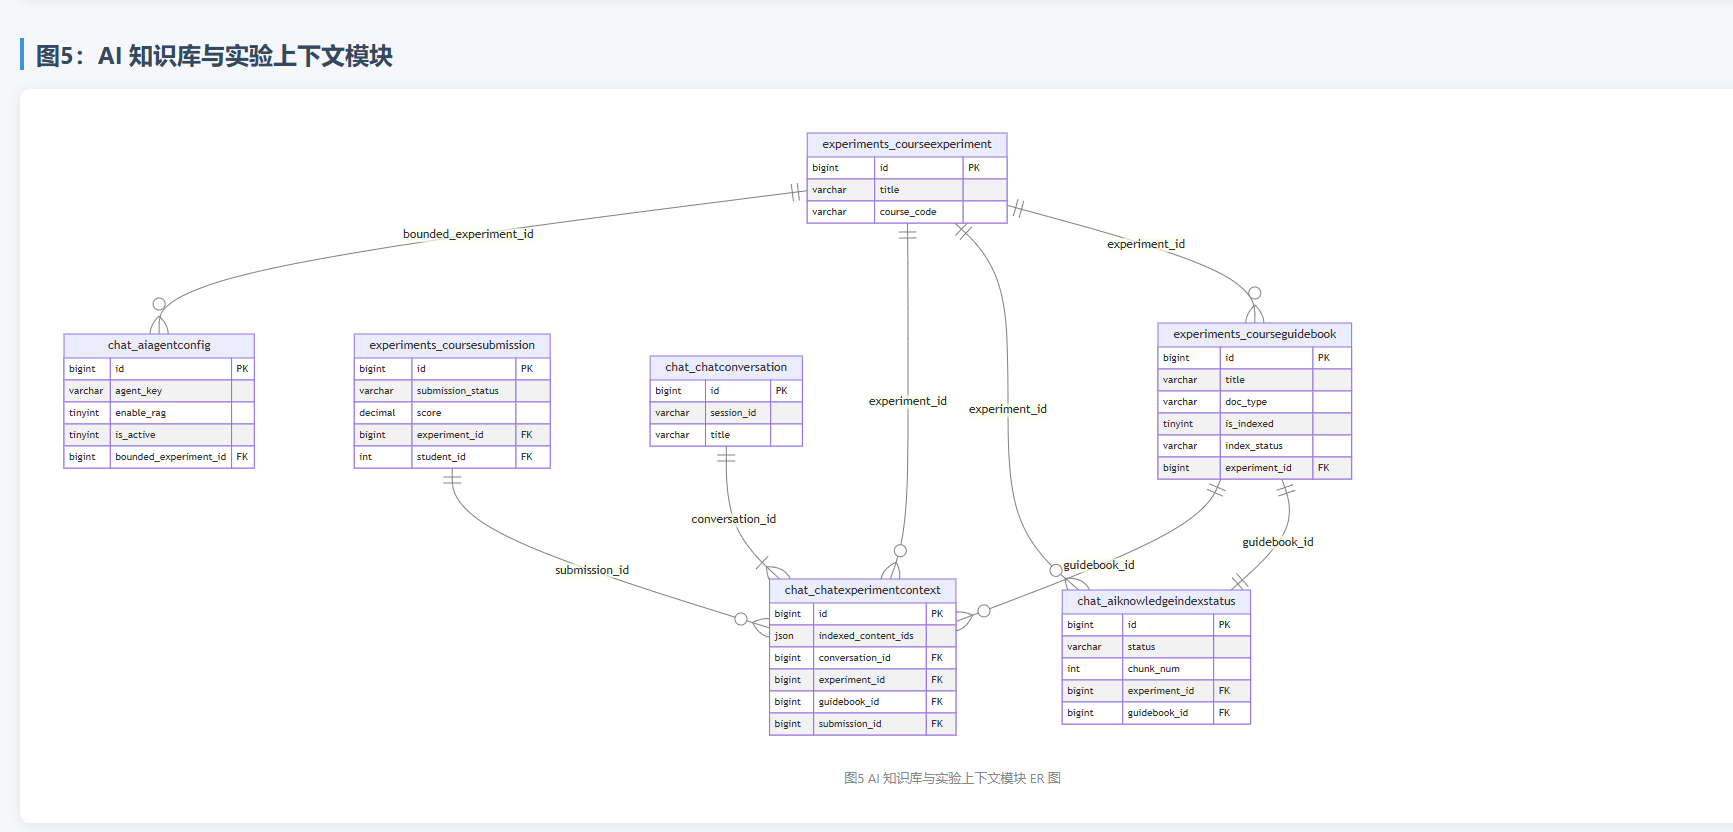 图5：AI 知识库与实验上下文模块
experiments_courseexperiment
bigint id PK
varchar title
varchar course_code
bounded_experiment_id
experiment_id
experiment_id
experiment_id
chat_aiagentconfig
bigint id PK
varchar agent_key
tinyint enable_rag
tinyint is_active
bigint bounded_experiment_id FK
experiments_coursesubmission
bigint id PK
varchar submission_status
decimal score
bigint experiment_id FK
int student_id FK
chat_chatconversation
bigint id PK
varchar session_id
varchar title
experiments_courseguidebook
bigint id PK
varchar title
varchar doc_type
tinyint is_indexed
varchar index_status
bigint experiment_id FK
conversation_id
submission_id
guidebook_id
guidebook_id
chat_chatexperimentcontext
bigint id PK
json indexed_content_ids
bigint conversation_id FK
bigint experiment_id FK
bigint guidebook_id FK
bigint submission_id FK
chat_aiknowledgeindexstatus
bigint id PK
varchar status
int chunk_num
bigint experiment_id FK
bigint guidebook_id FK
图5 AI 知识库与实验上下文模块 ER 图